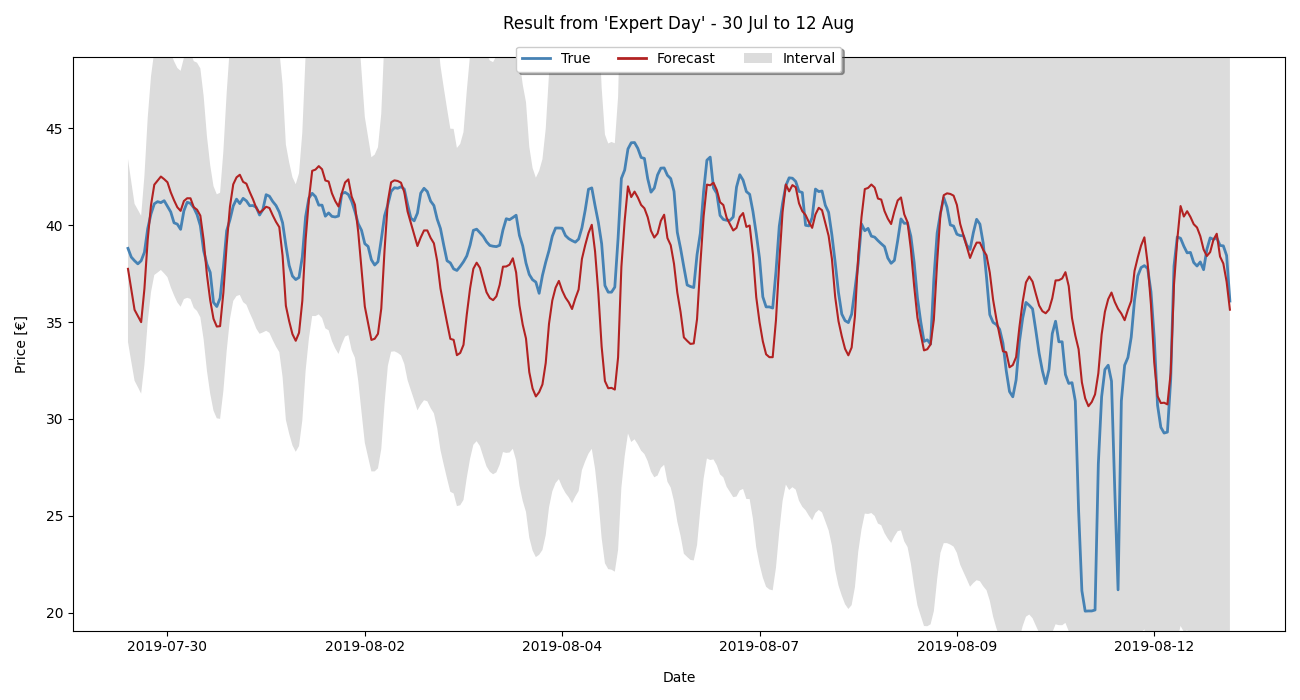 Result from 'Expert Day' - 30 Jul to 12 Aug
True Forecast Interval
Price [€]
45
40
35
30
25
20
2019-07-30 2019-08-02 2019-08-04 2019-08-07 2019-08-09 2019-08-12
Date